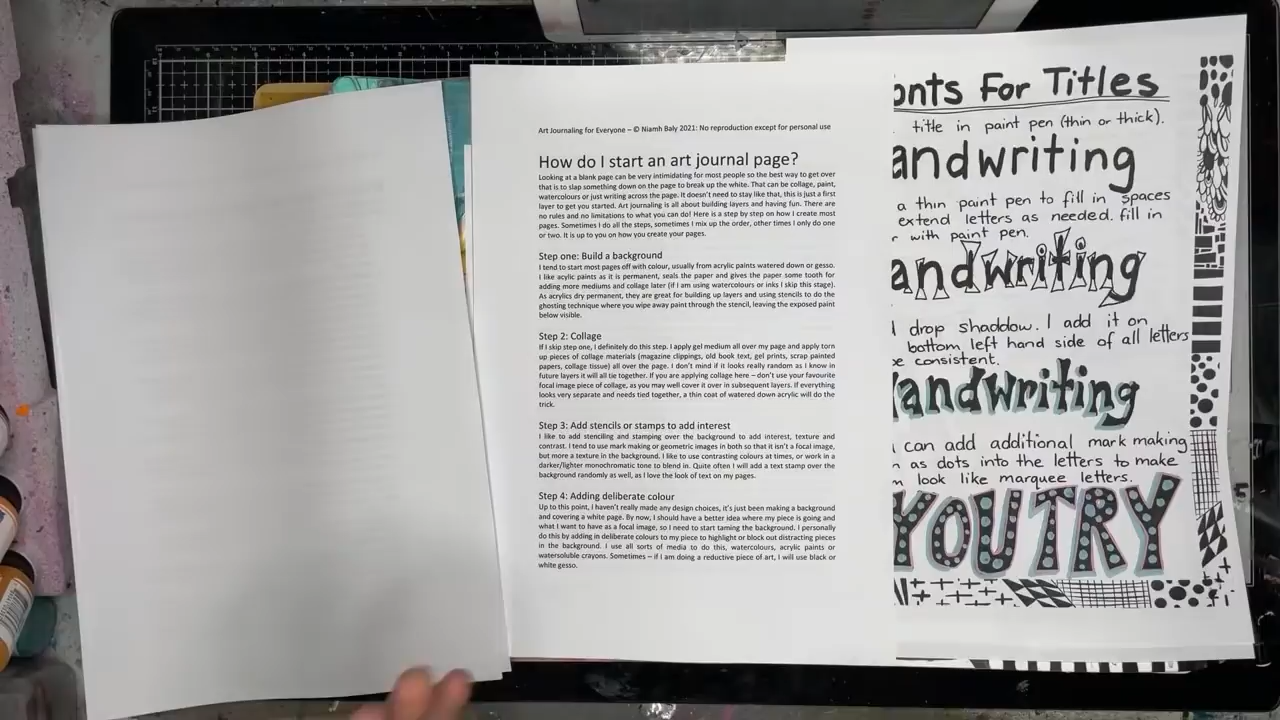 Art Journaling for Everyone – © Niamh Baly 2021: No reproduction except for personal use
How do I start an art journal page?
Looking at a blank page can be very intimidating for most people so the best way to get over
that is to slap something down on the page to break up the white. That can be collage, paint,
watercolours or just writing across the page. It doesn't need to stay like that, this is just a first
layer to get you started. Art journaling is all about building layers and having fun. There are
no rules and no limitations to what you can do! Here is a step by step on how I create most
pages. Sometimes I do all the steps, sometimes I mix up the order, other times I only do one
or two. It is up to you on how you create your pages.
Step one: Build a background
I tend to start most pages off with colour, usually from acrylic paints watered down or gesso.
I like acylic paints as it is permanent, seals the paper and gives the paper some tooth for
adding more mediums and collage later (if I am using watercolours or inks I skip this stage).
As acrylics dry permanent, they are great for building up layers and using stencils to do the
ghosting technique where you wipe away paint through the stencil, leaving the exposed paint
below visible.
Step 2: Collage
If I skip step one, I definitely do this step. I apply gel medium all over my page and apply torn
up pieces of collage materials (magazine clippings, old book text, gel prints, scrap painted
papers, collage tissue) all over the page. I don't mind if it looks really random as I know in
future layers it will all tie together. If you are applying collage here – don't use your favourite
focal image piece of collage, as you may well cover it over in subsequent layers. If everything
looks very separate and needs tied together, a thin coat of watered down acrylic will do the
trick.
Step 3: Add stencils or stamps to add interest
I like to add stenciling and stamping over the background to add interest, texture and
contrast. I tend to use mark making or geometric images in both so that it isn't a focal image,
but more a texture in the background. I like to use contrasting colours at times, or work in a
darker/lighter monochromatic tone to blend in. Quite often I will add a text stamp over the
background randomly as well, as I love the look of text on my pages.
Step 4: Adding deliberate colour
Up to this point, I haven't really made any design choices, it's just making a background
and covering a white page. By now, I should have a better idea where my piece is going and
what I want to have as a focal image, so I need to start taming the background. I personally
do this by adding in deliberate colours to my piece to highlight or block out distracting pieces
in the background. I use all sorts of media to do this, watercolours, acrylic paints or
watersoluble crayons. Sometimes – if I am doing a reductive piece of art, I will use black or
white gesso.
onts For Titles
title in paint pen (thin or thick).
andwriting
a thin paint pen to fill in spaces
extend letters as needed. fill in
with paint pen.
andwriting
drop shaddow. I add it on
bottom left hand side of all letters
consistent.
andwriting
can add additional mark making
as dots into the letters to make
look like marquee letters.
YOU TRY